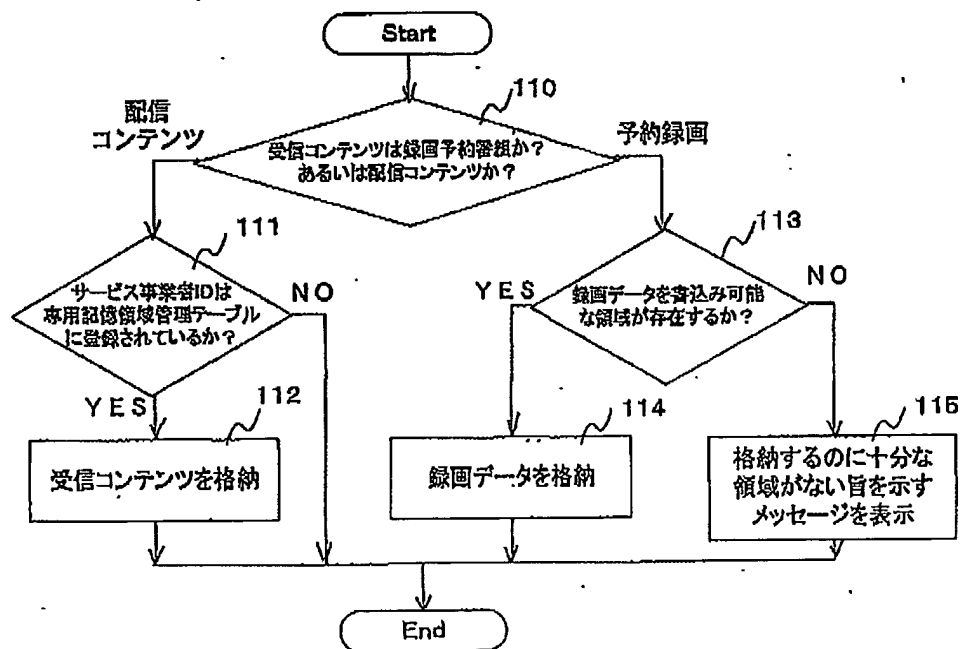 Start
110
配信
コンテンツ
受信コンテンツは録画予約番組か？
あるいは配信コンテンツか？
予約録画
111
サービス事業者IDは
専用記憶領域管理テーブル
に登録されているか？
NO
YES
113
録画データを書込み可能
な領域が存在するか？
YES
NO
112
受信コンテンツを格納
114
録画データを格納
115
格納するのに十分な
領域がない旨を示す
メッセージを表示
End